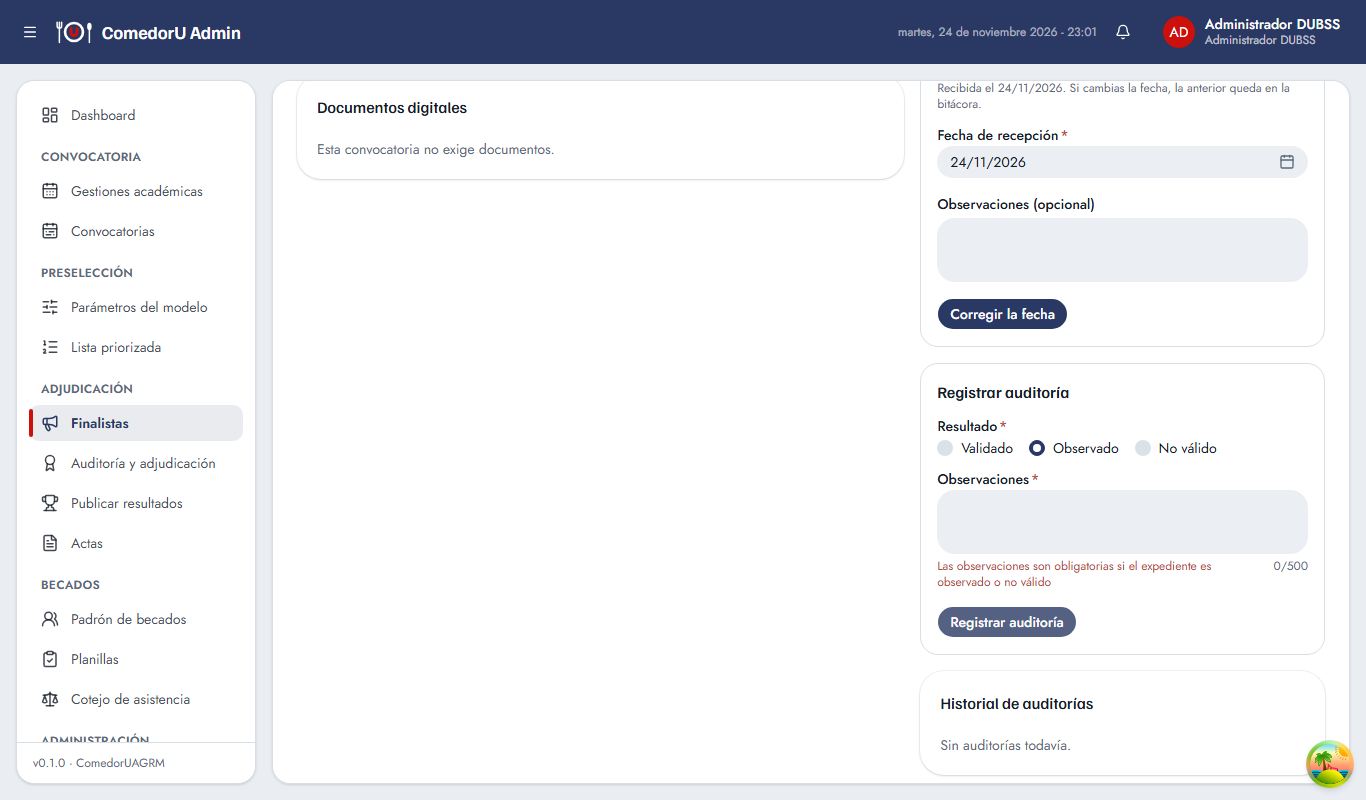 ComedorU Admin
martes, 24 de noviembre 2026 - 23:01
AD
Administrador DUBSS
Administrador DUBSS
Dashboard
CONVOCATORIA
Gestiones académicas
Convocatorias
PRESELECCIÓN
Parámetros del modelo
Lista priorizada
ADJUDICACIÓN
Finalistas
Auditoría y adjudicación
Publicar resultados
Actas
BECADOS
Padrón de becados
Planillas
Cotejo de asistencia
ADMINISTRACIÓN
v0.1.0 · ComedorUAGRM
Documentos digitales
Esta convocatoria no exige documentos.
Recibida el 24/11/2026. Si cambias la fecha, la anterior queda en la
bitácora.
Fecha de recepción *
24/11/2026
Observaciones (opcional)
Corregir la fecha
Registrar auditoría
Resultado *
Validado
Observado
No válido
Observaciones *
Las observaciones son obligatorias si el expediente es
observado o no válido
0/500
Registrar auditoría
Historial de auditorías
Sin auditorías todavía.